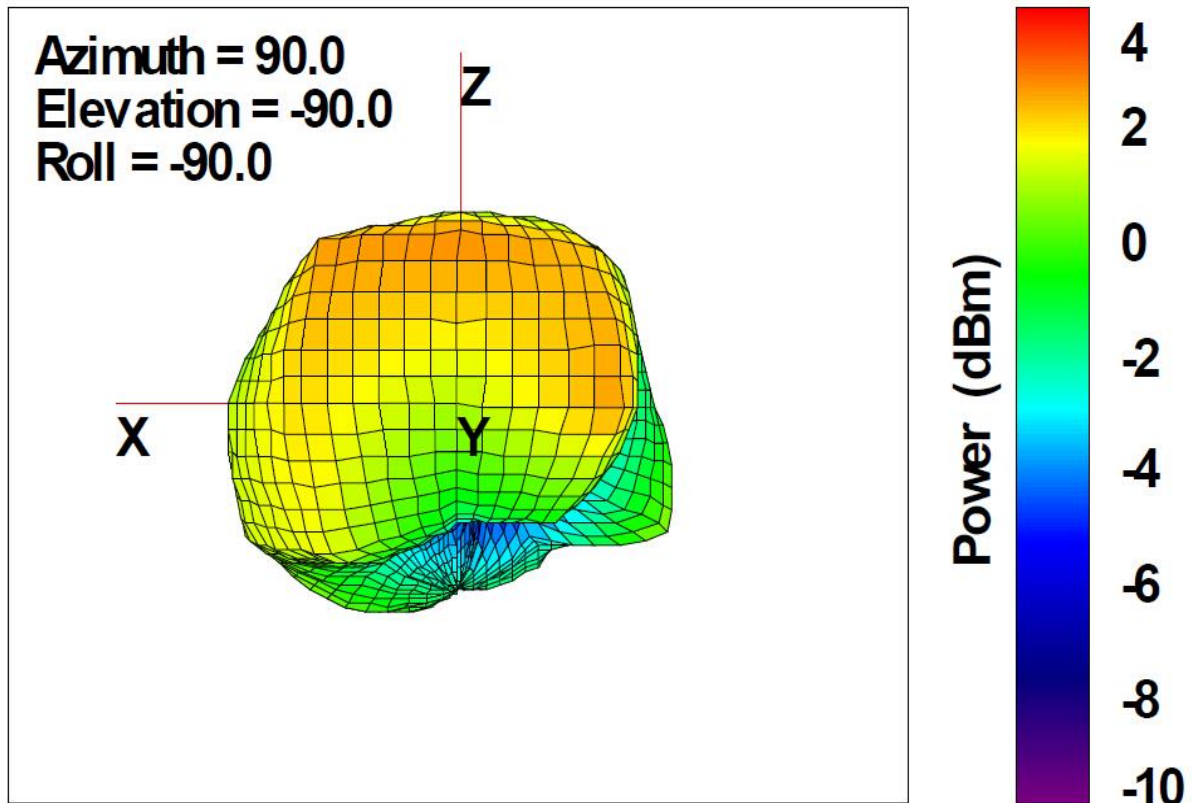 Azimuth = 90.0
Elevation = -90.0
Roll = -90.0
Z
X
Y
Power (dBm)
4
2
0
-2
-4
-6
-8
-10